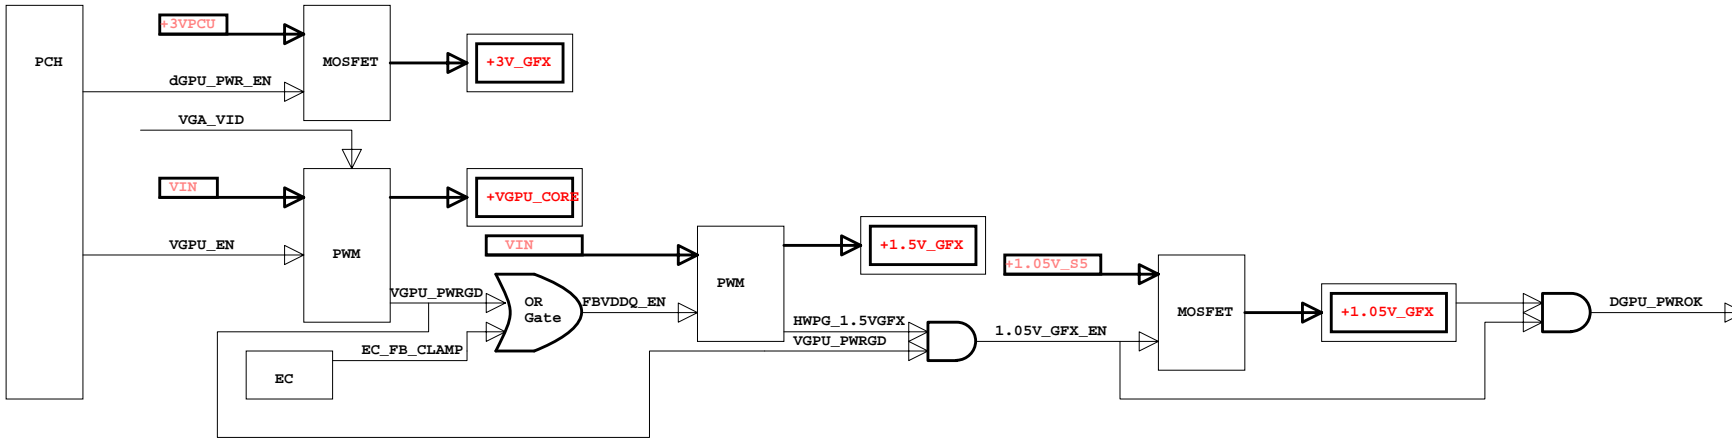 +3VPCU
PCH
MOSFET
+3V_GFX
dGPU_PWR_EN
VGA_VID
VIN
+VGPU_CORE
VGPU_EN
PWM
VIN
+1.5V_GFX
+1.05V_S5
PWM
VGPU_PWRGD
OR
Gate
FBVDDQ_EN
MOSFET
+1.05V_GFX
DGPU_PWROK
HWPG_1.5VGFX
1.05V_GFX_EN
VGPU_PWRGD
EC_FB_CLAMP
EC